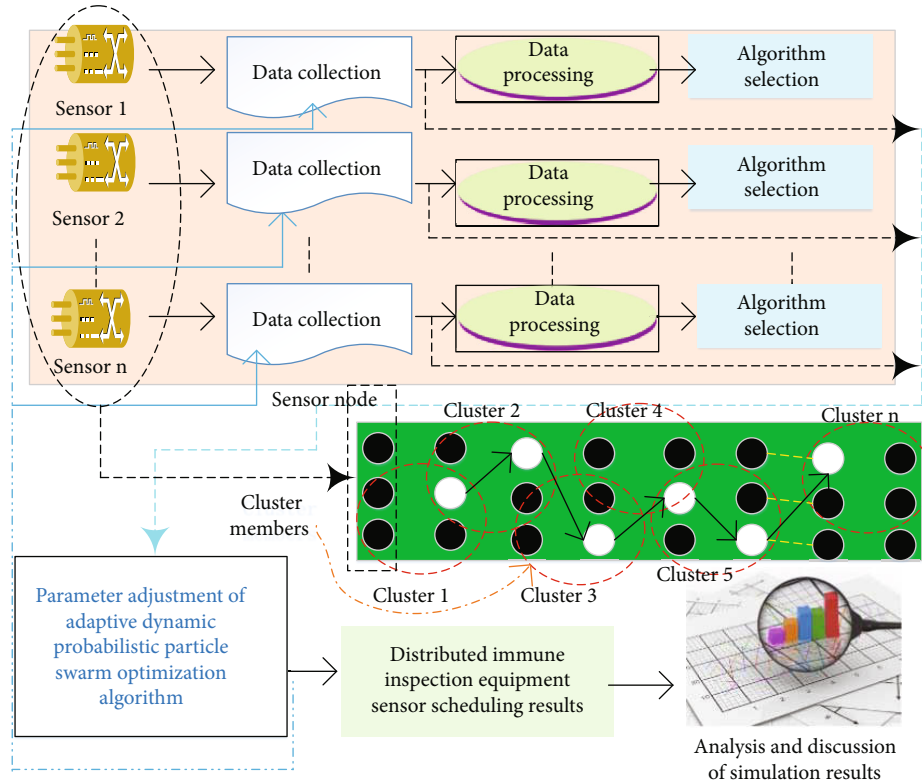 Sensor 1
Data collection
Data
processing
Algorithm
selection
Sensor 2
Data collection
Data
processing
Algorithm
selection
Sensor n
Data collection
Data
processing
Algorithm
selection
Sensor node
Cluster 2
Cluster 4
Cluster n
Cluster
members
Cluster 1
Cluster 3
Cluster 5
Parameter adjustment of
adaptive dynamic
probabilistic particle
swarm optimization
algorithm
Distributed immune
inspection equipment
sensor scheduling results
Analysis and discussion
of simulation results